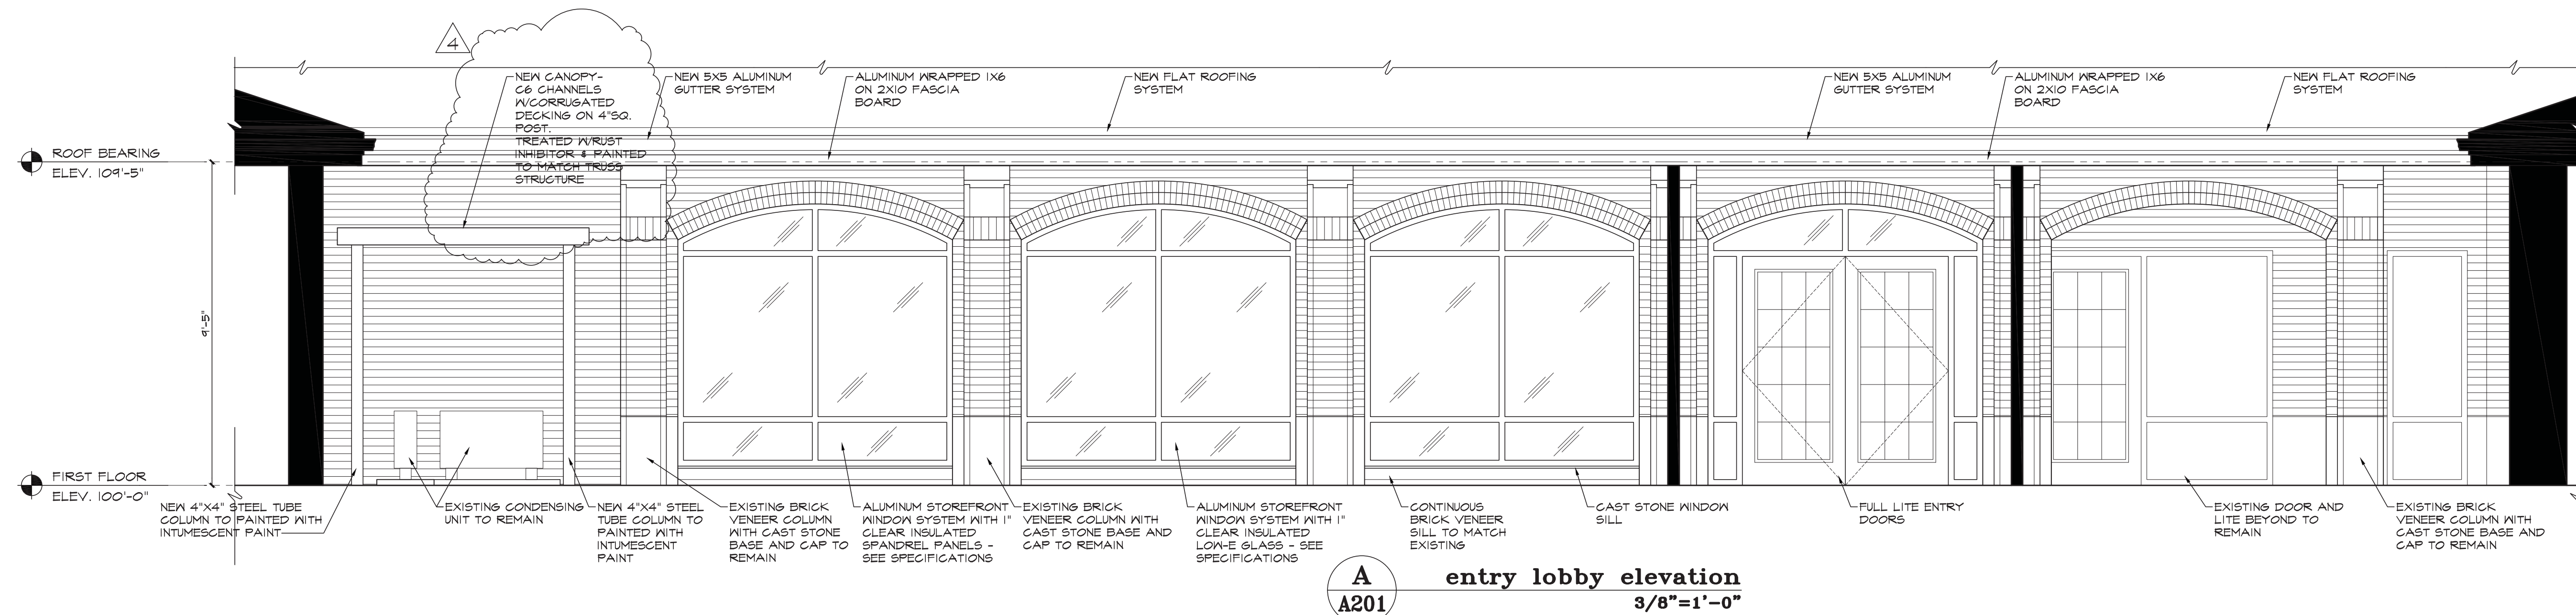 4
NEW CANOPY-
C6 CHANNELS
W/CORRUGATED
DECKING ON 4"SQ.
POST.
TREATED W/RUST
INHIBITOR & PAINTED
TO MATCH TRUSS
STRUCTURE
NEW 5X5 ALUMINUM
GUTTER SYSTEM
ALUMINUM WRAPPED 1X6
ON 2X10 FASCIA
BOARD
NEW FLAT ROOFING
SYSTEM
NEW 5X5 ALUMINUM
GUTTER SYSTEM
ALUMINUM WRAPPED 1X6
ON 2X10 FASCIA
BOARD
NEW FLAT ROOFING
SYSTEM
ROOF BEARING
ELEV. 109'-5"
9'-5"
FIRST FLOOR
ELEV. 100'-0"
NEW 4"X4" STEEL TUBE
COLUMN TO PAINTED WITH
INTUMESCENT PAINT
EXISTING CONDENSING
UNIT TO REMAIN
NEW 4"X4" STEEL
TUBE COLUMN TO
PAINTED WITH
INTUMESCENT
PAINT
EXISTING BRICK
VENEER COLUMN
WITH CAST STONE
BASE AND CAP TO
REMAIN
ALUMINUM STOREFRONT
WINDOW SYSTEM WITH 1"
CLEAR INSULATED
SPANDREL PANELS -
SEE SPECIFICATIONS
EXISTING BRICK
VENEER COLUMN WITH
CAST STONE BASE AND
CAP TO REMAIN
ALUMINUM STOREFRONT
WINDOW SYSTEM WITH 1"
CLEAR INSULATED
LOW-E GLASS - SEE
SPECIFICATIONS
CONTINUOUS
BRICK VENEER
SILL TO MATCH
EXISTING
CAST STONE WINDOW
SILL
FULL LITE ENTRY
DOORS
EXISTING DOOR AND
LITE BEYOND TO
REMAIN
EXISTING BRICK
VENEER COLUMN WITH
CAST STONE BASE AND
CAP TO REMAIN
A
A201
entry lobby elevation
3/8"=1'-0"